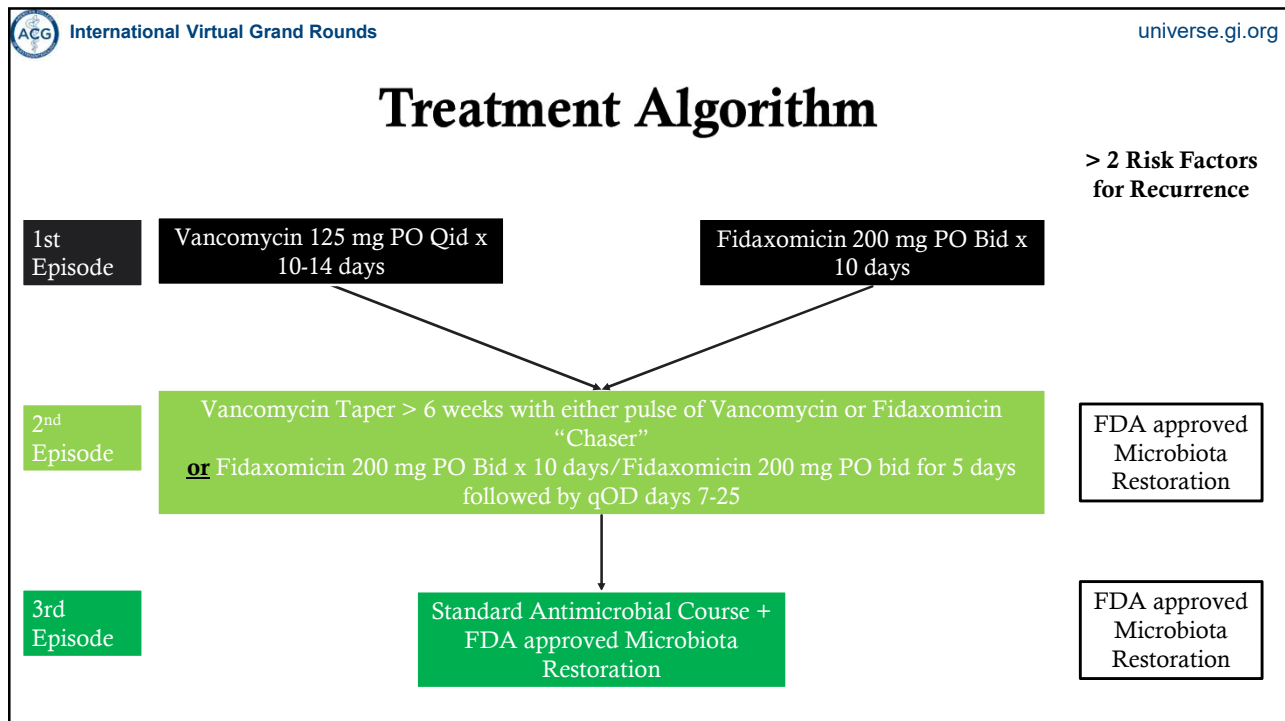 ACG
International Virtual Grand Rounds
universe.gi.org
Treatment Algorithm
> 2 Risk Factors
for Recurrence
1st
Episode
Vancomycin 125 mg PO Qid x
10-14 days
Fidaxomicin 200 mg PO Bid x
10 days
2nd
Episode
Vancomycin Taper > 6 weeks with either pulse of Vancomycin or Fidaxomicin
“Chaser”
or Fidaxomicin 200 mg PO Bid x 10 days/Fidaxomicin 200 mg PO bid for 5 days
followed by qOD days 7-25
FDA approved
Microbiota
Restoration
3rd
Episode
Standard Antimicrobial Course +
FDA approved Microbiota
Restoration
FDA approved
Microbiota
Restoration